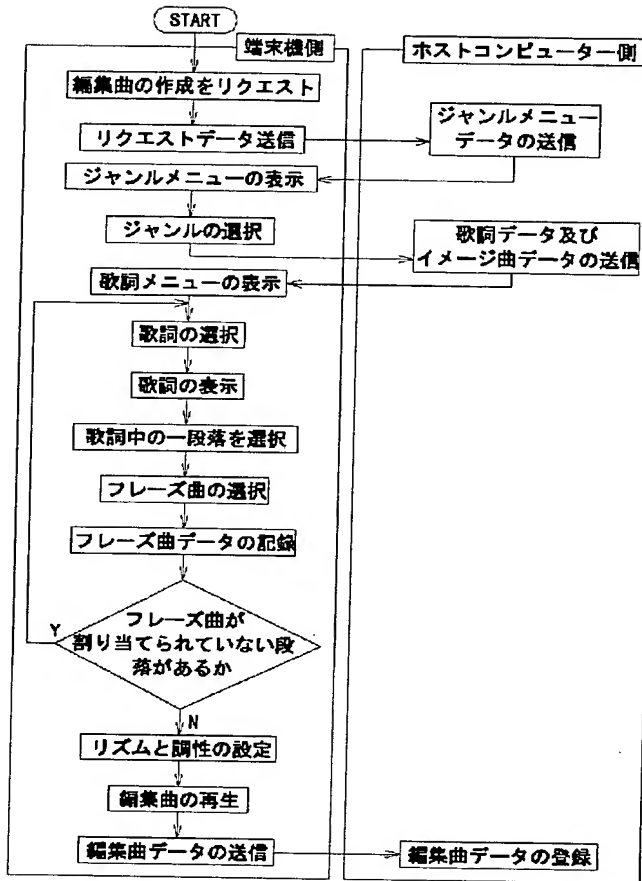 START
端末機側
ホストコンピューター側
編集曲の作成をリクエスト
リクエストデータ送信
ジャンルメニュー
データの送信
ジャンルメニューの表示
ジャンルの選択
歌詞データ及び
イメージ曲データの送信
歌詞メニューの表示
歌詞の選択
歌詞の表示
歌詞中の一段落を選択
フレーズ曲の選択
フレーズ曲データの記録
フレーズ曲が
割り当てられていない段
落があるか
Y
N
リズムと調性の設定
編集曲の再生
編集曲データの送信
編集曲データの登録